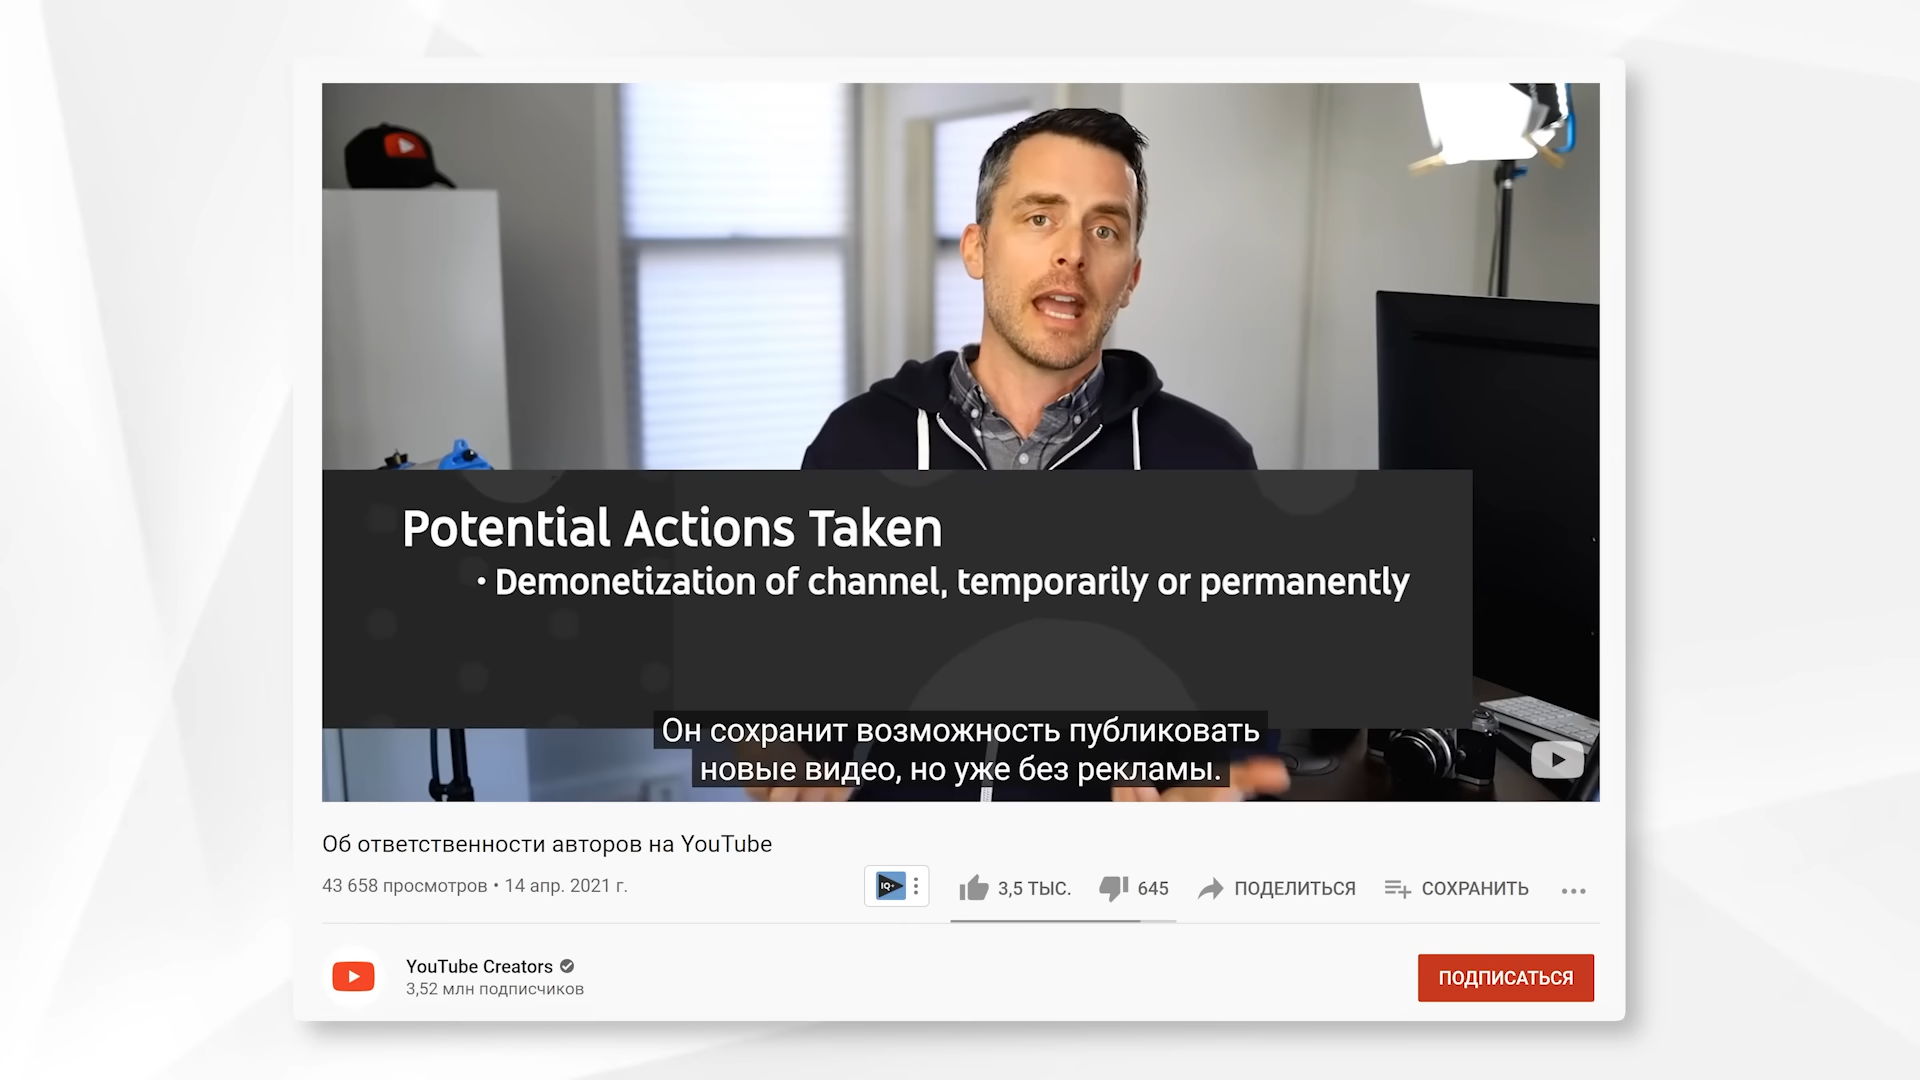 Potential Actions Taken
• Demonetization of channel, temporarily or permanently
Он сохранит возможность публиковать
новые видео, но уже без рекламы.
Об ответственности авторов на YouTube
43 658 просмотров • 14 апр. 2021 г.
IQ+
3,5 ТЫС.
645
ПОДЕЛИТЬСЯ
СОХРАНИТЬ
YouTube Creators
3,52 млн подписчиков
ПОДПИСАТЬСЯ